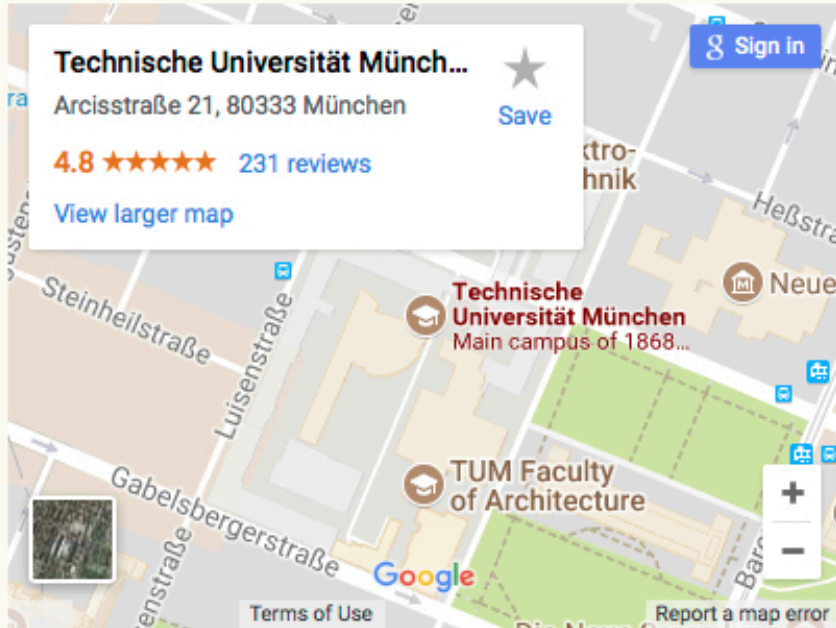 Technische Universität Münch...
Arcisstraße 21, 80333 München
4.8
231 reviews
View larger map
Save
Sign in
ktro-
hnik
Heßstra
Neue
Technische
Universität München
Main campus of 1868...
Steinheilstraße
Luisenstraße
TUM Faculty
of Architecture
Gabelsbergerstraße
enstraße
Google
Bare
Terms of Use
Report a map error